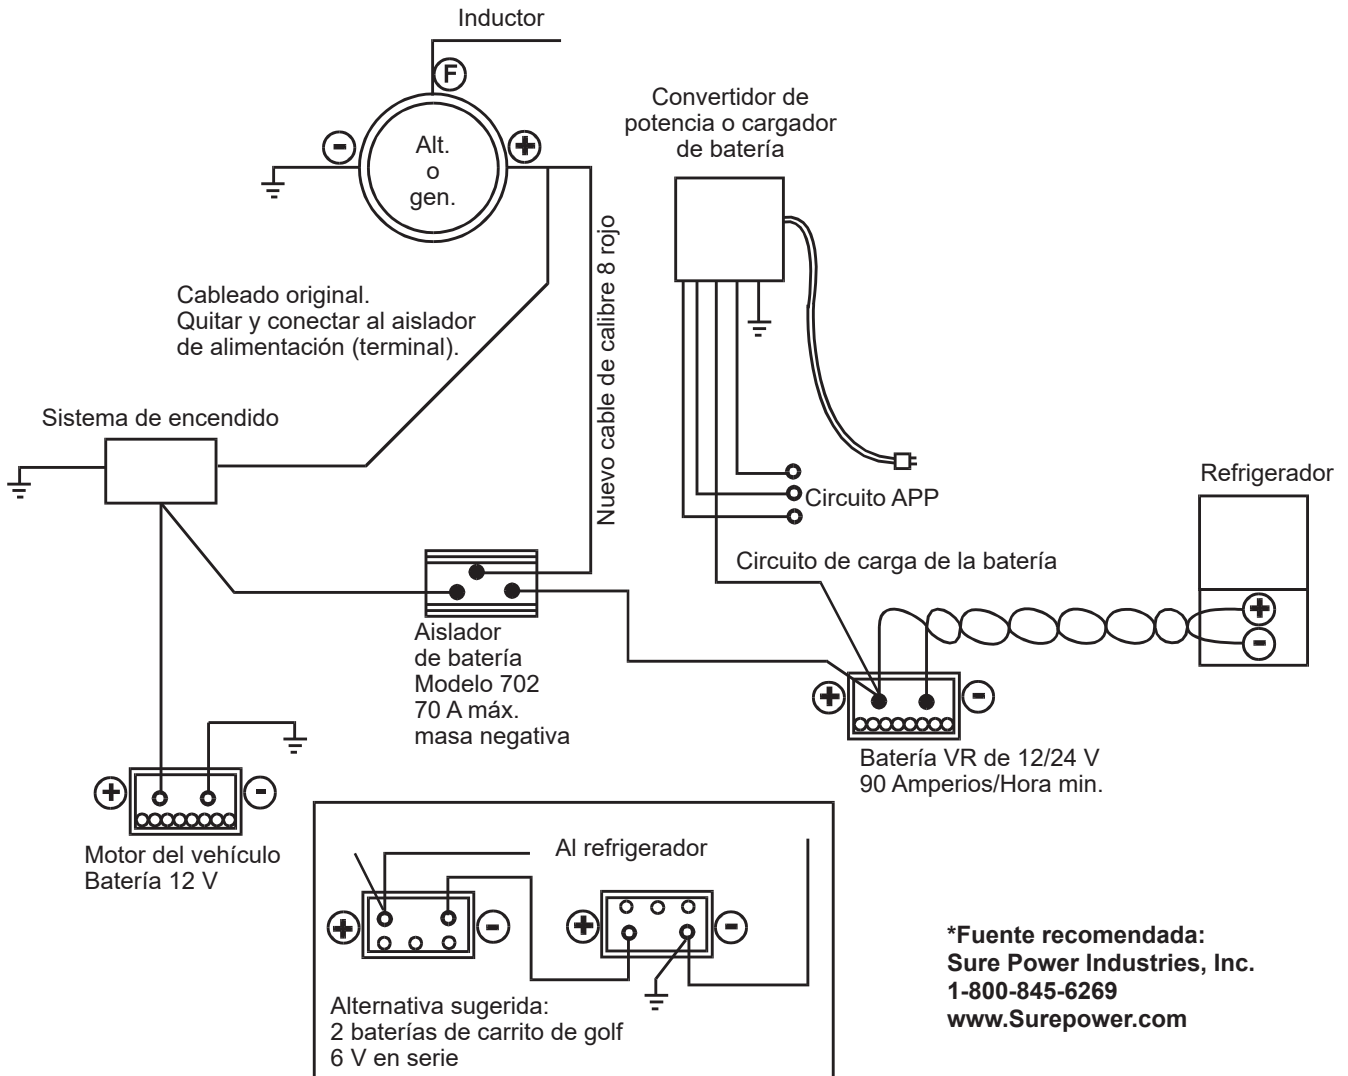 Inductor
F
-
+
Alt.
o
gen.
Convertidor de
potencia o cargador
de batería
Nuevo cable de calibre 8 rojo
Cableado original.
Quitar y conectar al aislador
de alimentación (terminal).
Sistema de encendido
Circuito APP
Refrigerador
Circuito de carga de la batería
+
-
Aislador
de batería
Modelo 702
70 A máx.
masa negativa
+
-
Batería VR de 12/24 V
90 Amperios/Hora min.
+
-
Motor del vehículo
Batería 12 V
Al refrigerador
+
-
+
-
Alternativa sugerida:
2 baterías de carrito de golf
6 V en serie
*Fuente recomendada:
Sure Power Industries, Inc.
1-800-845-6269
www.Surepower.com